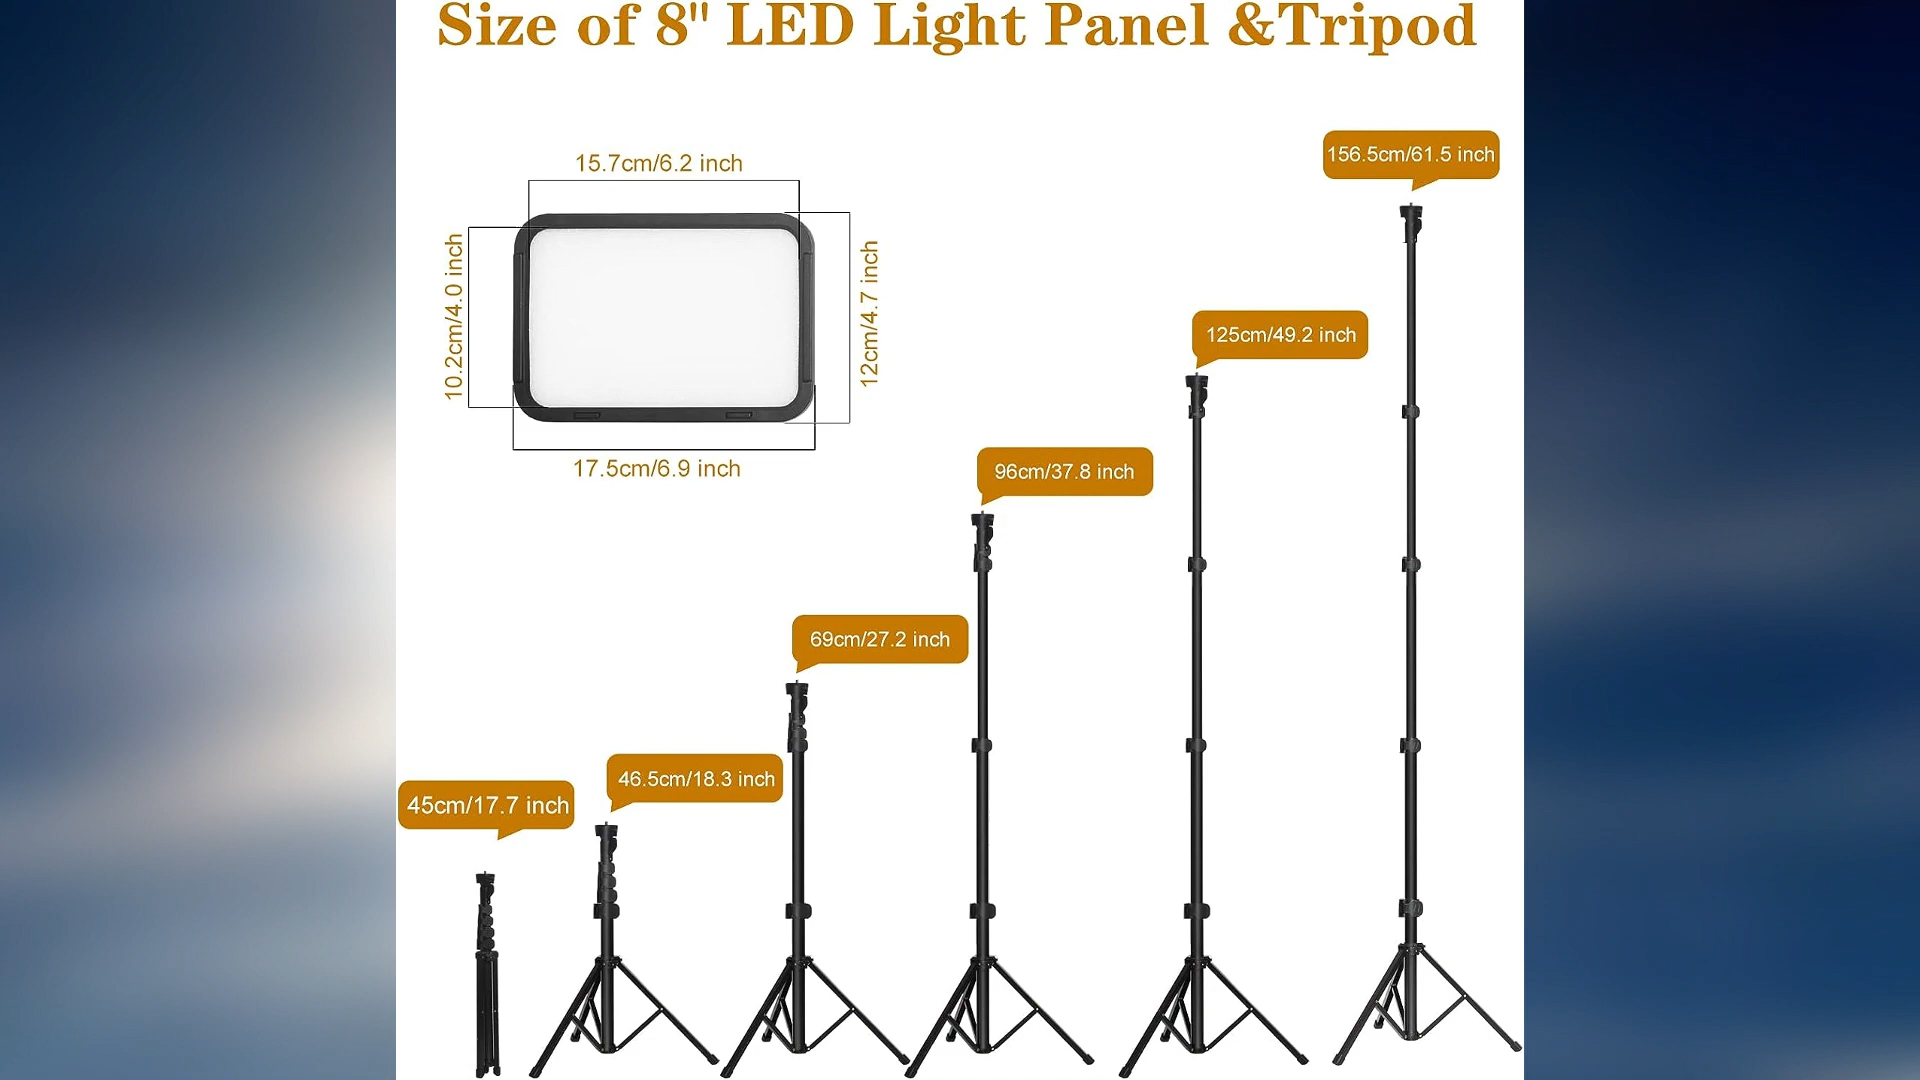 Size of 8" LED Light Panel &Tripod
15.7cm/6.2 inch
10.2cm/4.0 inch
12cm/4.7 inch
17.5cm/6.9 inch
156.5cm/61.5 inch
125cm/49.2 inch
96cm/37.8 inch
69cm/27.2 inch
46.5cm/18.3 inch
45cm/17.7 inch